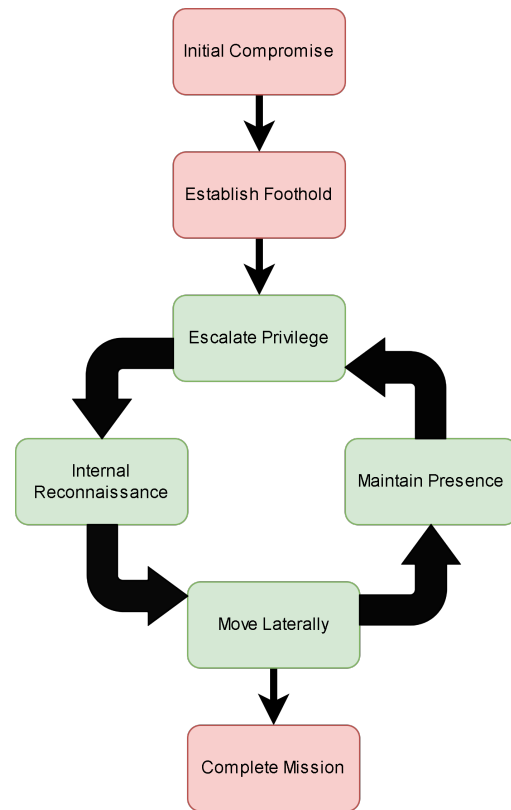 Initial Compromise
Establish Foothold
Escalate Privilege
Internal
Reconnaissance
Maintain Presence
Move Laterally
Complete Mission